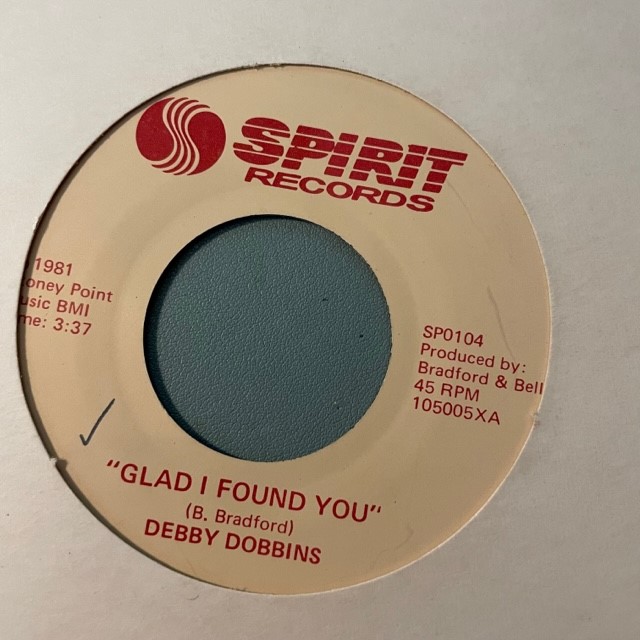 SPIRIT
RECORDS
1981
oney Point
usic BMI
me: 3:37
SP0104
Produced by:
Bradford & Bell
45 RPM
105005XA
"GLAD I FOUND YOU"
(B. Bradford)
DEBBY DOBBINS